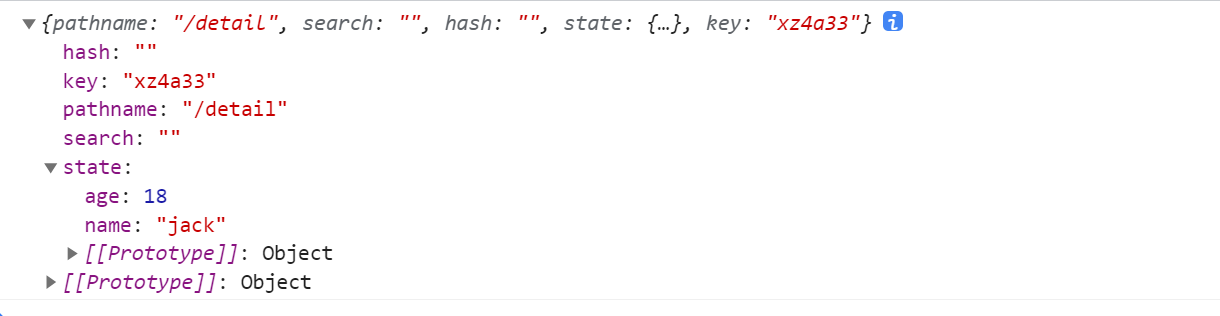 {pathname: "/detail", search: "", hash: "", state: {…}, key: "xz4a33"} i
hash: ""
key: "xz4a33"
pathname: "/detail"
search: ""
state:
age: 18
name: "jack"
[[Prototype]]: Object
[[Prototype]]: Object